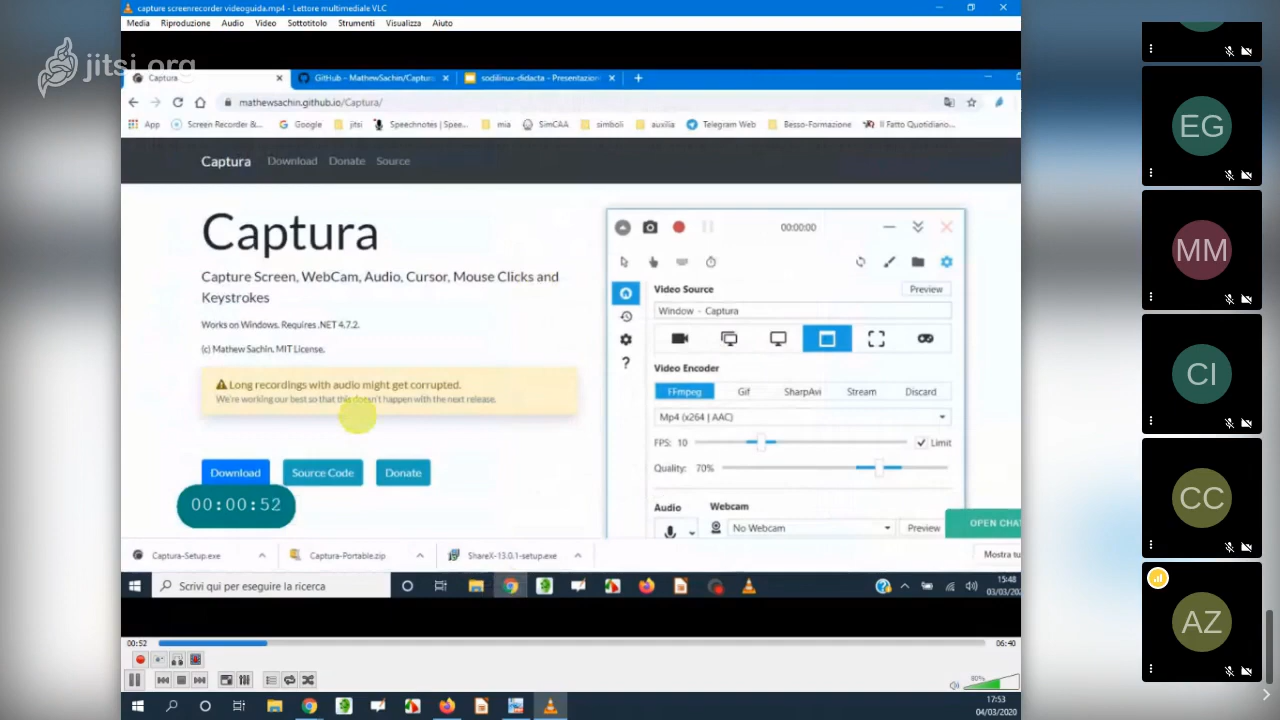 capture screenrecorder videoguida.mp4 - Lettore multimediale VLC
Media Riproduzione Audio Video Sottotitolo Strumenti Visualizza Aiuto
jitsi.org
Captura
GitHub - MathewSachin/Captura
sodilinux-didacta - Presentazion
mathewsachin.github.io/Captura/
App Screen Recorder &... Google jitsi Speechnotes | Spee... mia SimCAA simboli auxilia Telegram Web Besso-Formazione Il Fatto Quotidiano...
Captura Download Donate Source
Captura
Capture Screen, WebCam, Audio, Cursor, Mouse Clicks and
Keystrokes
Works on Windows. Requires .NET 4.7.2.
(c) Mathew Sachin. MIT License.
Long recordings with audio might get corrupted.
We're working our best so that this doesn't happen with the next release.
Download Source Code Donate
00:00:52
00:00:00
Video Source Preview
Window - Captura
Video Encoder
FFmpeg Gif SharpAvi Stream Discard
Mp4 (x264 | AAC)
FPS: 10 Limit
Quality: 70%
Audio Webcam
No Webcam Preview
OPEN CHA
Captura-Setup.exe Captura-Portable.zip ShareX-13.0.1-setup.exe Mostra tu
Scrivi qui per eseguire la ricerca
15:48
03/03/202
00:52 06:40
80%
17:53
04/03/2020
EG
MM
CI
CC
AZ